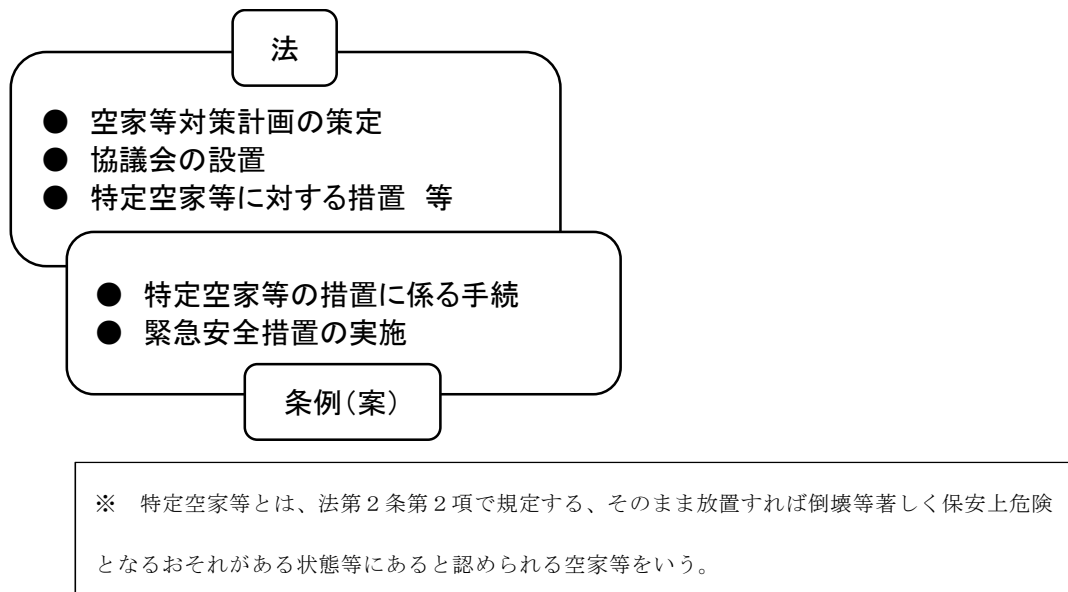 法
● 空家等対策計画の策定
● 協議会の設置
● 特定空家等に対する措置　等
● 特定空家等の措置に係る手続
● 緊急安全措置の実施
条例（案）
※　特定空家等とは、法第２条第２項で規定する、そのまま放置すれば倒壊等著しく保安上危険
となるおそれがある状態等にあると認められる空家等をいう。